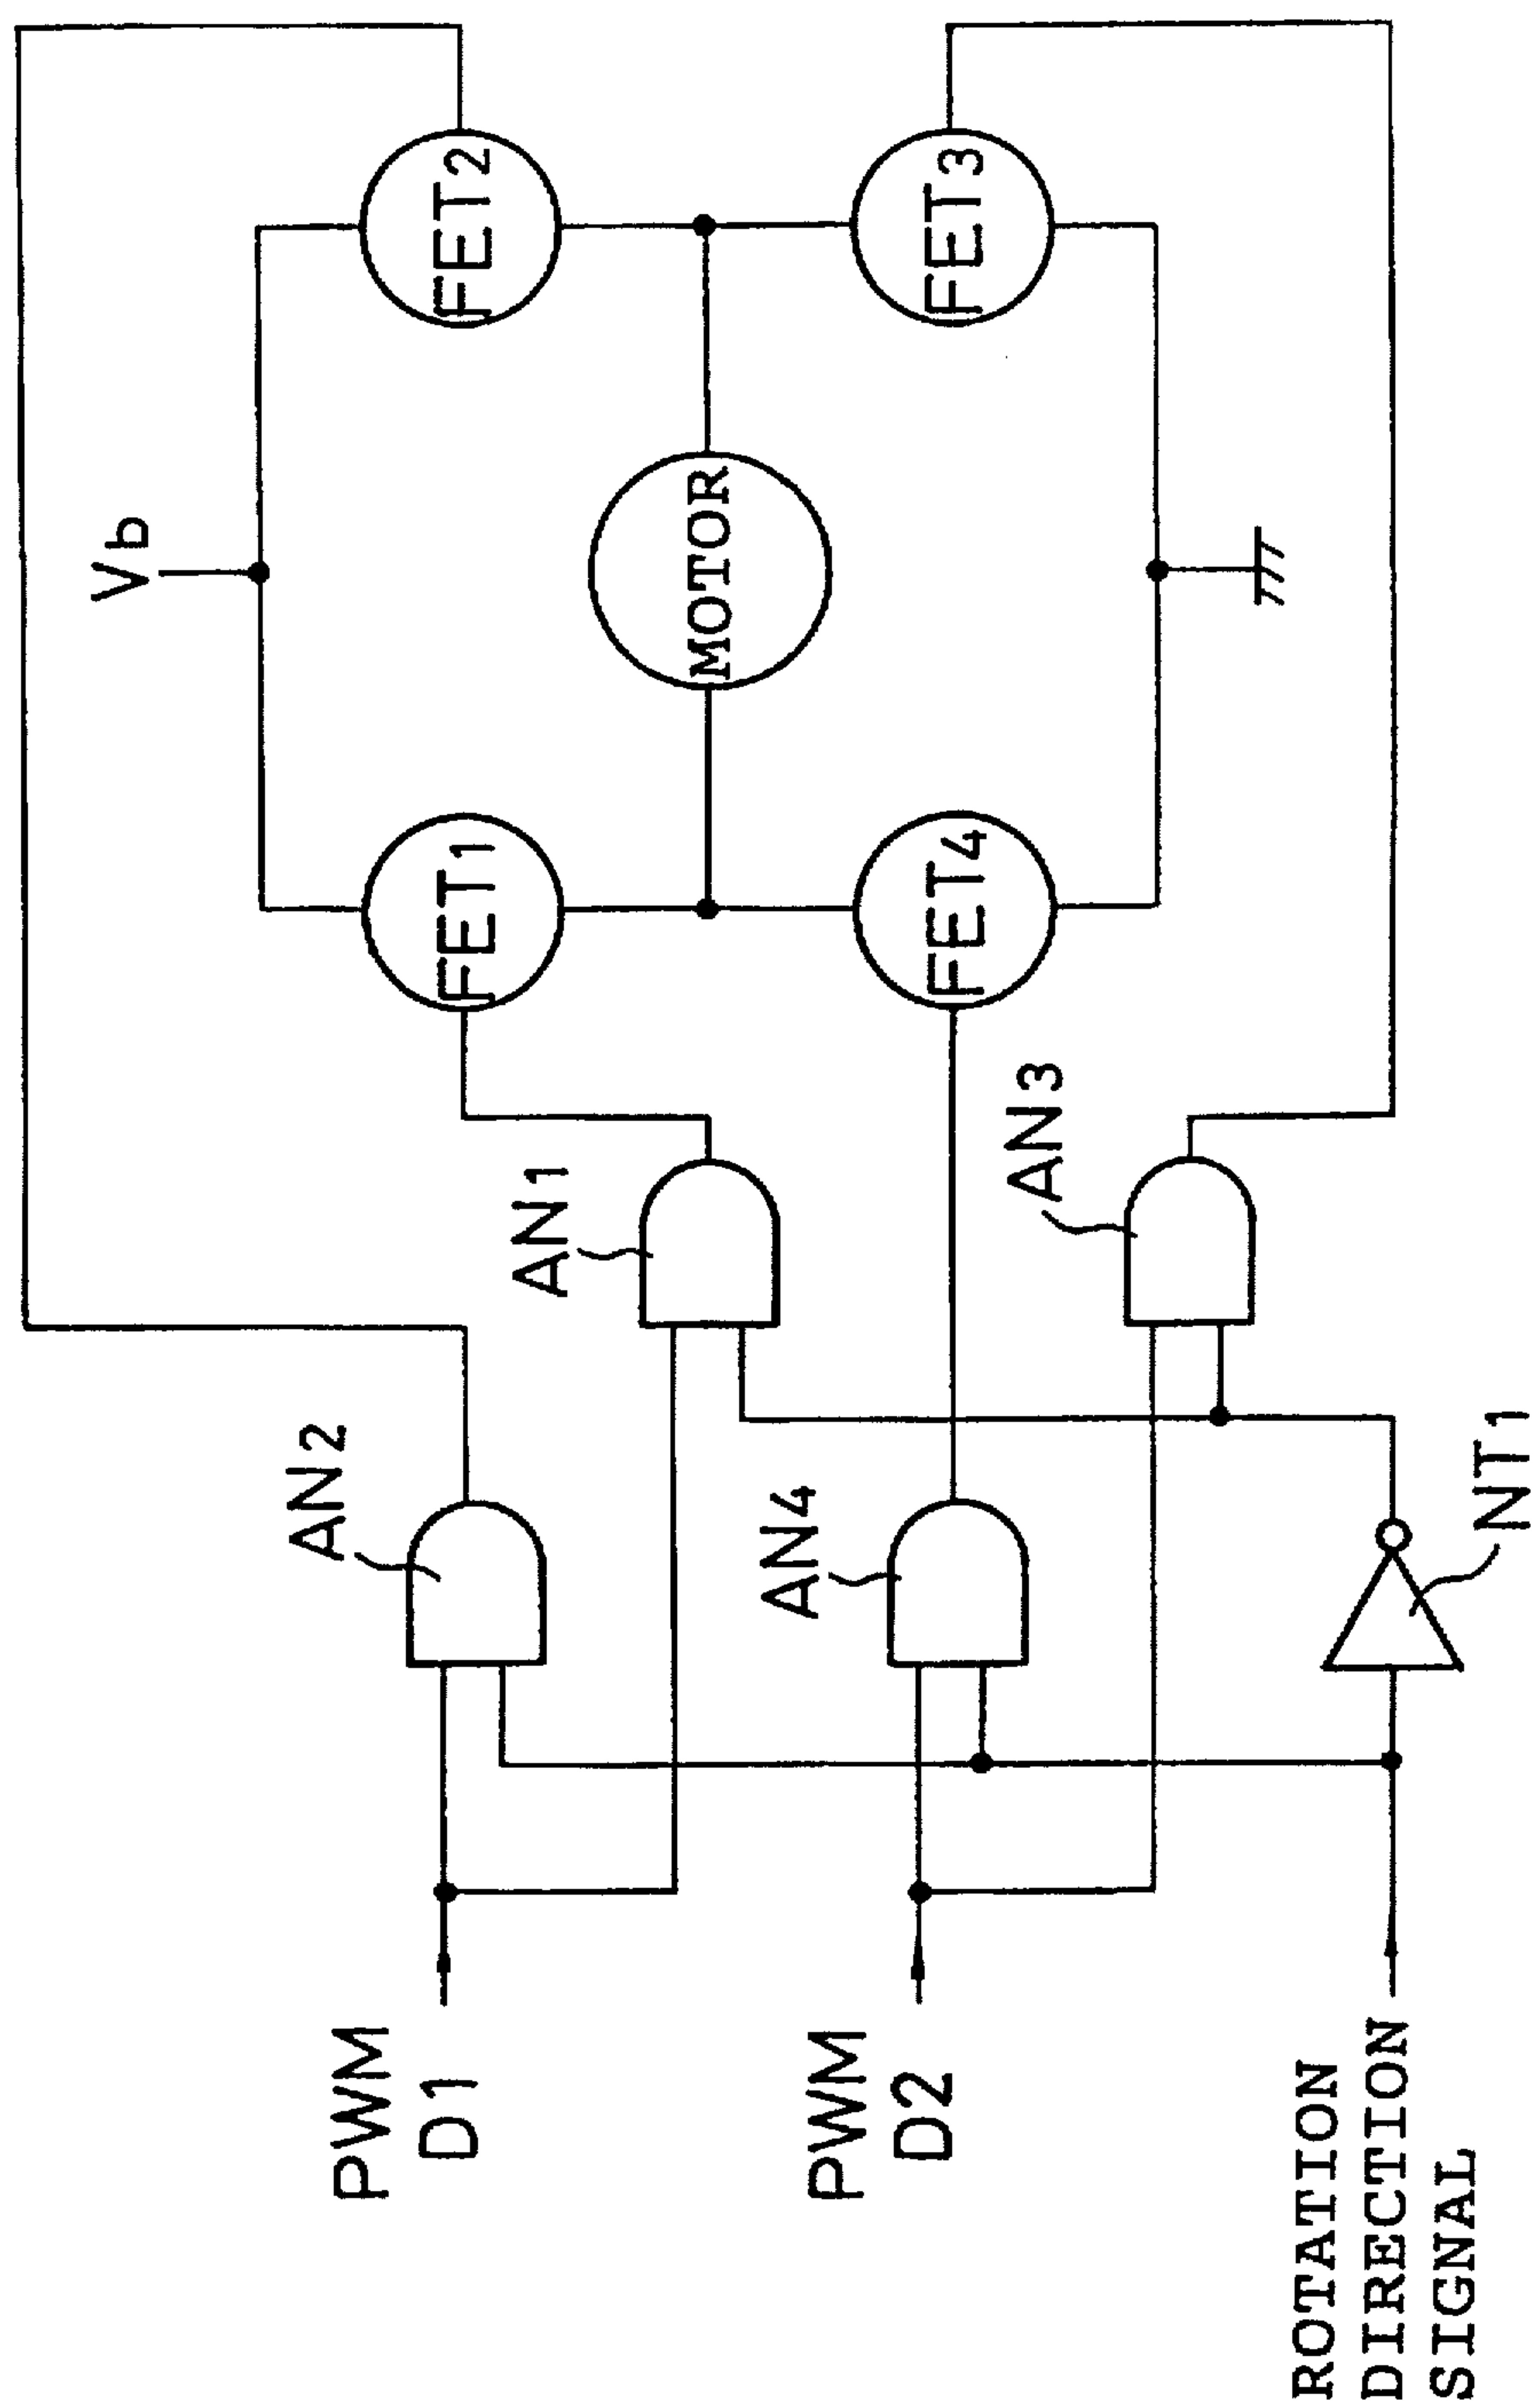 Vb
FET2
FET3
MOTOR
FET1
FET4
AN1
AN3
AN2
AN4
NT1
PWM
D1
PWM
D2
ROTATION
DIRECTION
SIGNAL